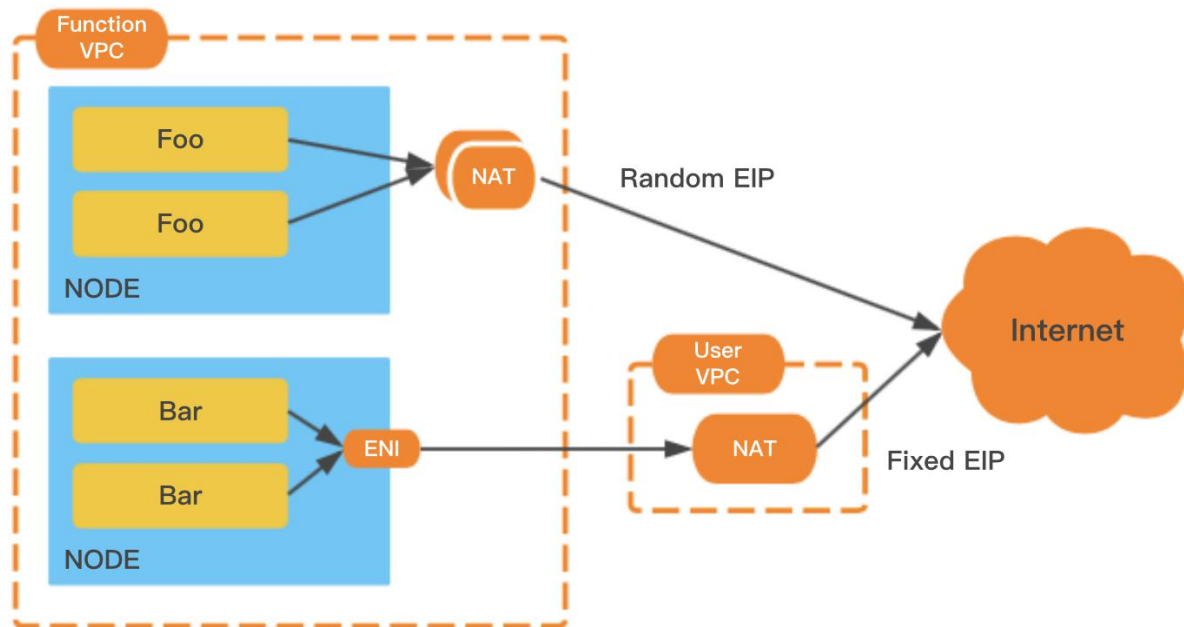 Function
VPC
Foo
Foo
NODE
NAT
Random EIP
Internet
Bar
Bar
NODE
ENI
User
VPC
NAT
Fixed EIP